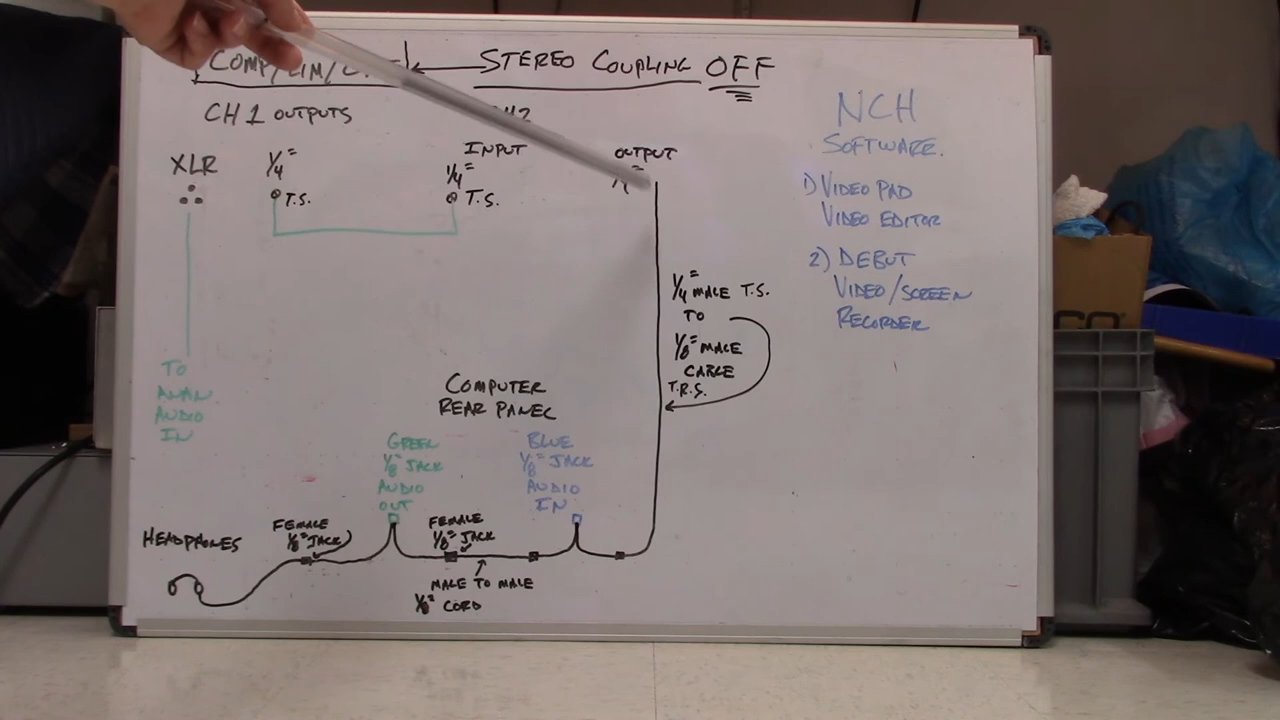 COMP/LIM/
STEREO COUPLING OFF
CH 1 OUTPUTS
XLR
1/4"
T.S.
INPUT
1/4"
T.S.
OUTPUT
1/4 MALE T.S.
TO
1/8" MALE
CABLE
T.R.S.
TO
ANAN
AUDIO
IN
COMPUTER
REAR PANEL
GREEN
1/8" JACK
AUDIO
OUT
BLUE
1/8" JACK
AUDIO
IN
HEADPHONES
FEMALE
1/8" JACK
FEMALE
1/8" JACK
MALE TO MALE
1/8" CORD
NCH
SOFTWARE.
1) VIDEO PAD
VIDEO EDITOR
2) DEBUT
VIDEO/SCREEN
RECORDER